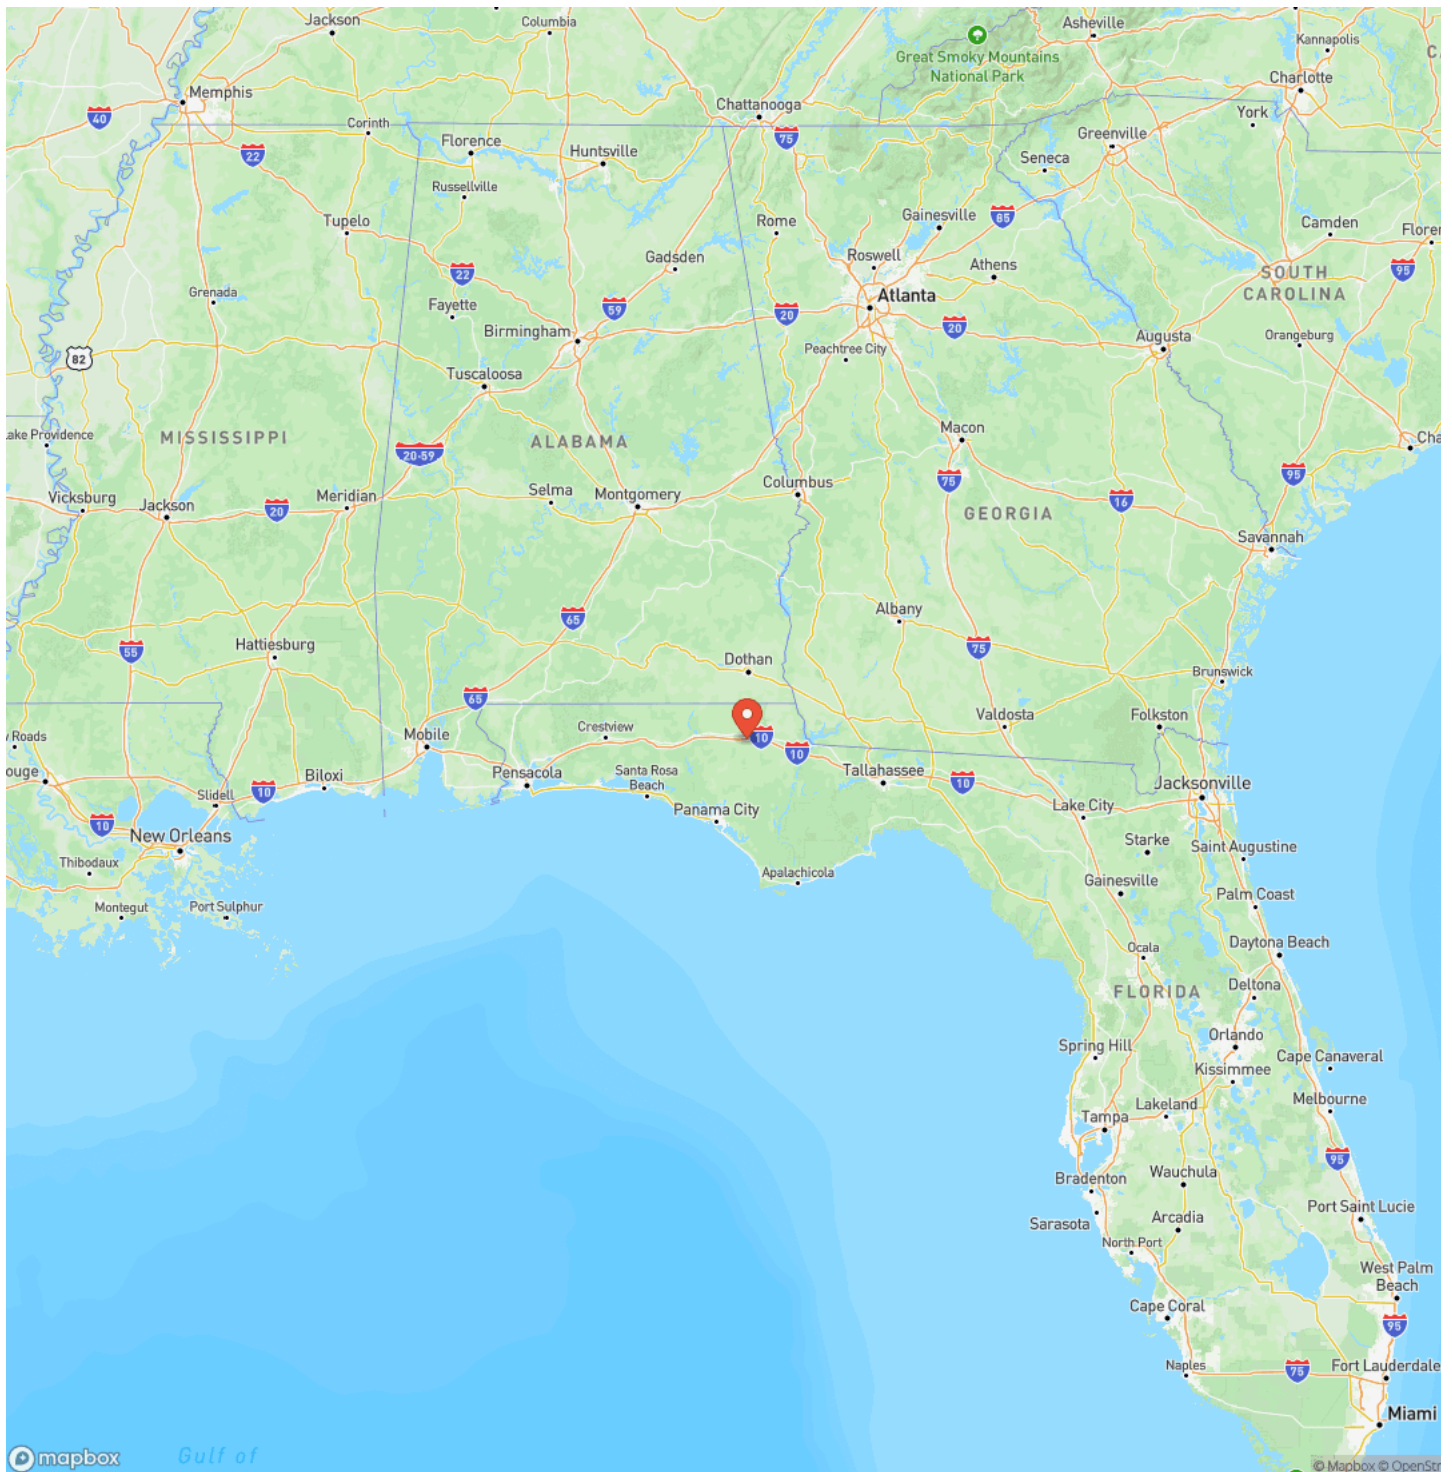 Jackson
Columbia
Asheville
Great Smoky Mountains
National Park
Kannapolis
C
Memphis
Chattanooga
Charlotte
40
Corinth
York
75
Florence
Greenville
22
Huntsville
Seneca
Russellville
Tupelo
Rome
Gainesville
85
Camden
Floren
Gadsden
Roswell
Athens
SOUTH
CAROLINA
95
22
Grenada
Fayette
59
20
Atlanta
Birmingham
20
Augusta
Orangeburg
82
Peachtree City
Tuscaloosa
ake Providence
MISSISSIPPI
ALABAMA
Macon
Cha
20-59
Vicksburg
Jackson
20
Meridian
Selma
Montgomery
Columbus
75
16
95
GEORGIA
Savannah
65
Albany
55
Hattiesburg
75
Dothan
Brunswick
65
Valdosta
Folkston
Roads
Mobile
Crestview
10
10
ouge
Biloxi
Pensacola
Santa Rosa
Beach
Tallahassee
10
Jacksonville
Slidell
10
Panama City
Lake City
10
New Orleans
Starke
Saint Augustine
Thibodaux
Apalachicola
Gainesville
Palm Coast
Montegut
Port Sulphur
Ocala
Daytona Beach
FLORIDA
Deltona
Orlando
Spring Hill
Cape Canaveral
Kissimmee
Lakeland
Melbourne
Tampa
95
Wauchula
Bradenton
Port Saint Lucie
Sarasota
Arcadia
North Port
West Palm
Beach
Cape Coral
95
Naples
75
Fort Lauderdale
Miami
mapbox
Gulf of
© Mapbox © OpenStr